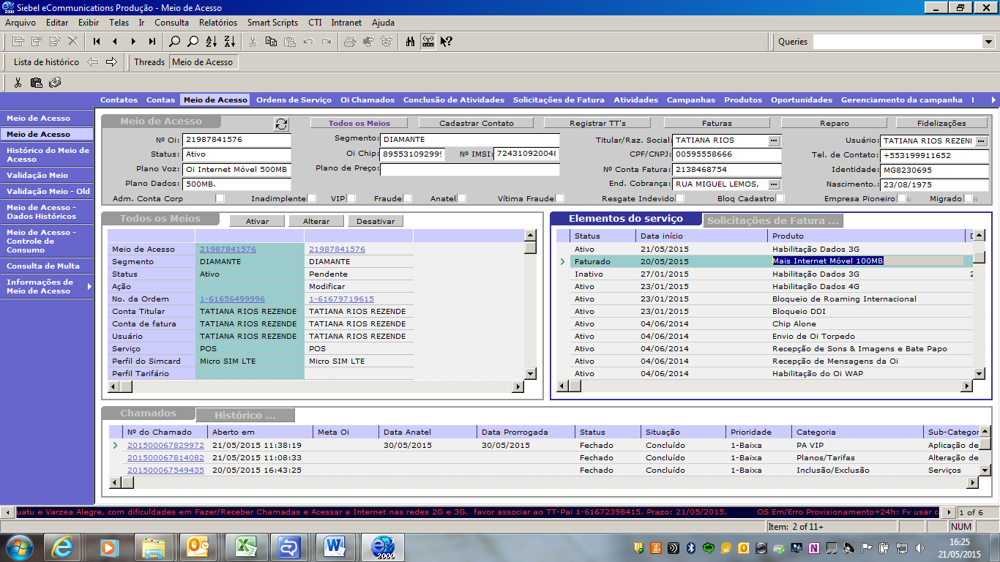 Siebel eCommunications Produção - Meio de Acesso
Arquivo Editar Exibir Telas Ir Consulta Relatórios Smart Scripts CTI Intranet Ajuda
Queries
Lista de histórico Threads Meio de Acesso
Contatos Contas Meio de Acesso Ordens de Serviço Oi Chamados Conclusão de Atividades Solicitações de Fatura Atividades Campanhas Produtos Oportunidades Gerenciamento da campanha
Meio de Acesso
Meio de Acesso
Histórico do Meio de
Acesso
Validação Meio
Validação Meio - Old
Meio de Acesso -
Dados Históricos
Meio de Acesso -
Controle de
Consumo
Consulta de Multa
Informações de
Meio de Acesso
Meio de Acesso Todos os Meios Cadastrar Contato Registrar TT's Faturas Reparo Fidelizações
Nº Oi: 21987841576 Segmento: DIAMANTE Titular/Raz. Social: TATIANA RIOS Usuário: TATIANA RIOS REZENI
Status: Ativo Oi Chip: 89553109299 Nº IMSI: 72431092004 CPF/CNPJ: 00595558666 Tel. de Contato: +553199911652
Plano Voz: Oi Internet Móvel 500MB Plano de Preço: Nº Conta Fatura: 2138468754 Identidade: MG8230695
Plano Dados: 500MB. End. Cobrança: RUA MIGUEL LEMOS, Nascimento.: 23/08/1975
Adm. Conta Corp Inadimplente VIP Fraude Anatel Vítima Fraude Resgate Indevido Bloq Cadastro Empresa Pioneiro Migrado
Todos os Meios Ativar Alterar Desativar
Meio de Acesso 21987841576 21987841576
Segmento DIAMANTE DIAMANTE
Status Ativo Pendente
Ação Modificar
No. da Ordem 1-61656499996 1-61679719615
Conta Titular TATIANA RIOS REZENDE TATIANA RIOS REZENDE
Conta de fatura TATIANA RIOS REZENDE TATIANA RIOS REZENDE
Usuário TATIANA RIOS REZENDE TATIANA RIOS REZENDE
Serviço POS POS
Perfil do Simcard Micro SIM LTE Micro SIM LTE
Perfil Tarifário
Elementos do serviço Solicitações de Fatura ...
Status Data início Produto
Ativo 21/05/2015 Habilitação Dados 3G
Faturado 20/05/2015 Mais Internet Móvel 100MB
Inativo 27/01/2015 Habilitação Dados 3G 2
Ativo 23/01/2015 Habilitação Dados 4G
Ativo 23/01/2015 Bloqueio de Roaming Internacional
Ativo 23/01/2015 Bloqueio DDI
Ativo 04/06/2014 Chip Alone
Ativo 04/06/2014 Envio de Oi Torpedo
Ativo 04/06/2014 Recepção de Sons & Imagens e Bate Papo
Ativo 04/06/2014 Recepção de Mensagens da Oi
Ativo 04/06/2014 Habilitação do Oi WAP
Chamados Histórico ...
Nº do Chamado Aberto em Meta Oi Data Anatel Data Prorrogada Status Situação Prioridade Categoria Sub-Categor
201500067829972 21/05/2015 11:38:19 30/05/2015 30/05/2015 Fechado Concluído 1-Baixa PA VIP Aplicação de
201500067814082 21/05/2015 11:08:33 Fechado Concluído 1-Baixa Planos/Tarifas Alteração de
201500067549435 20/05/2015 16:43:25 Fechado Concluído 1-Baixa Inclusão/Exclusão Serviços
uatu e Varzea Alegre, com dificuldades em Fazer/Receber Chamadas e Acessar a Internet nas redes 2G e 3G. favor associar ao TT-Pai 1-61672398415. Prazo: 21/05/2015. OS Em/Erro Provisionamento+24h: Fv usar c 1 of 6
Item: 2 of 11+ NUM
16:25
21/05/2015